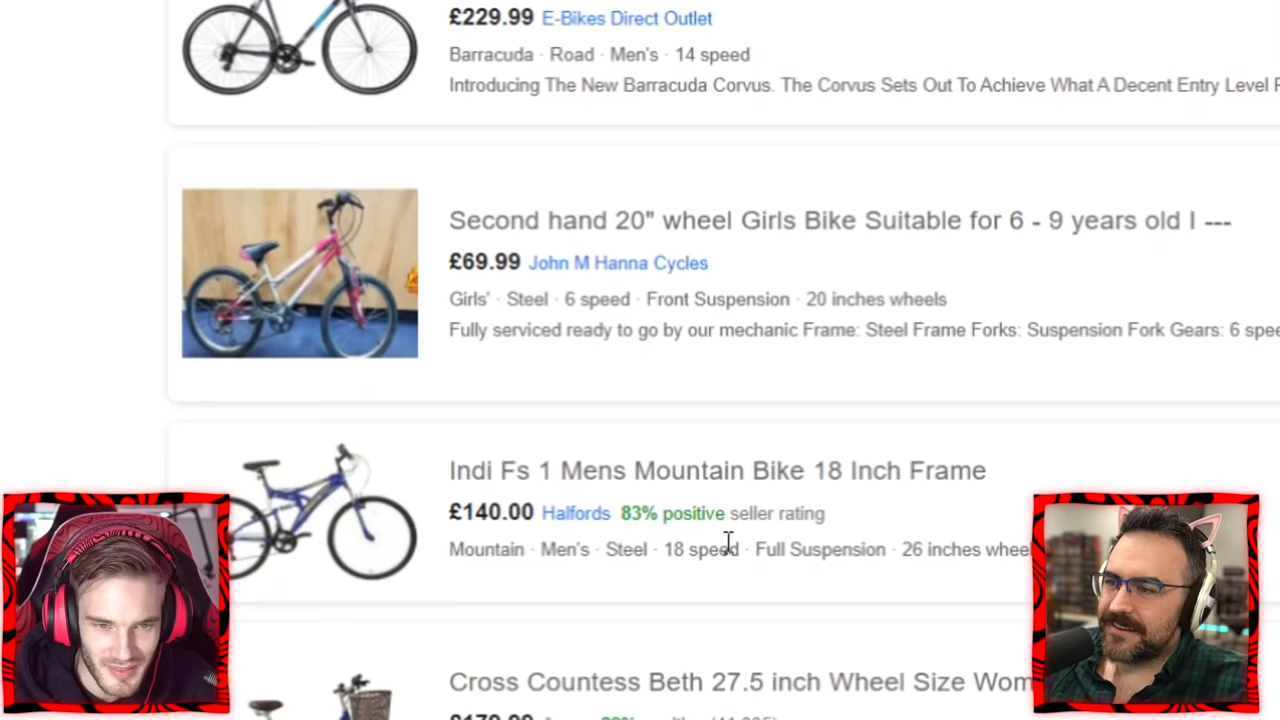 £229.99 E-Bikes Direct Outlet
Barracuda · Road · Men's · 14 speed
Introducing The New Barracuda Corvus. The Corvus Sets Out To Achieve What A Decent Entry Level
Second hand 20" wheel Girls Bike Suitable for 6 - 9 years old I ---
£69.99 John M Hanna Cycles
Girls' · Steel · 6 speed · Front Suspension · 20 inches wheels
Fully serviced ready to go by our mechanic Frame: Steel Frame Forks: Suspension Fork Gears: 6 spee
Indi Fs 1 Mens Mountain Bike 18 Inch Frame
£140.00 Halfords 83% positive seller rating
Mountain · Men's · Steel · 18 speed · Full Suspension · 26 inches wheel
Cross Countess Beth 27.5 inch Wheel Size Wom